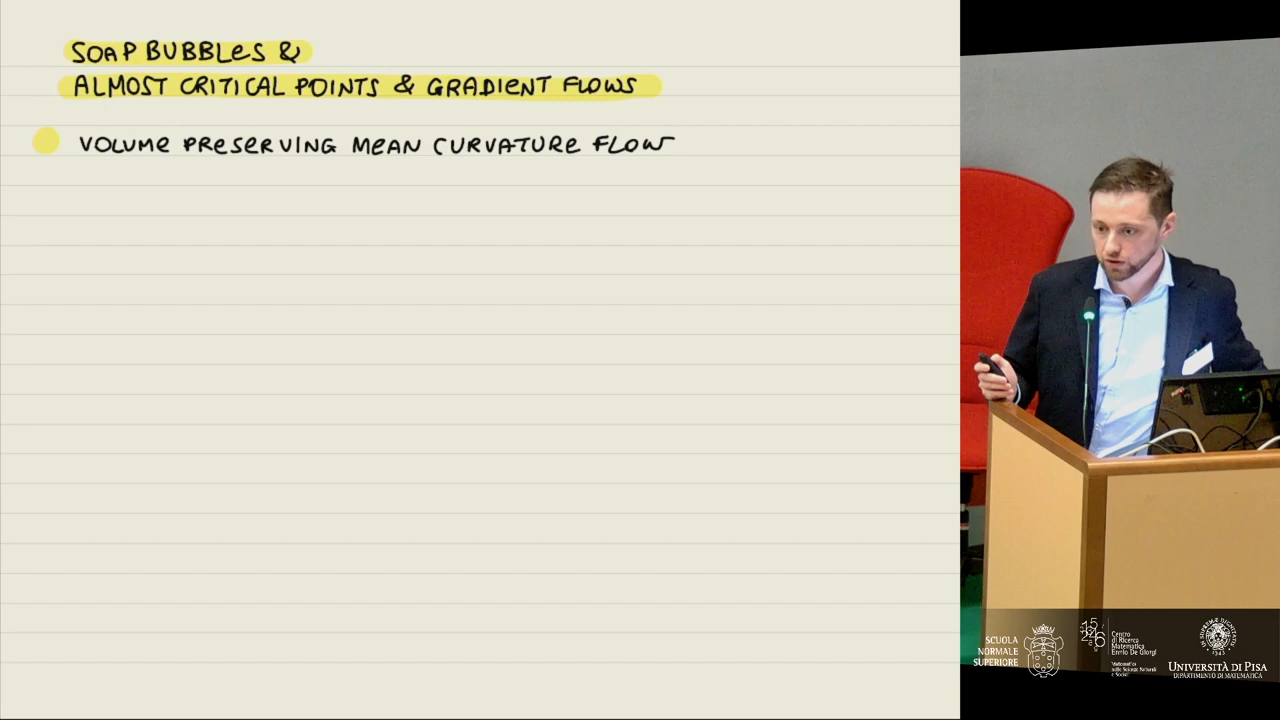 SOAP BUBBLES &
ALMOST CRITICAL POINTS & GRADIENT FLOWS
VOLUME PRESERVING MEAN CURVATURE FLOW
SCUOLA
NORMALE
SUPERIORE
Centro
di Ricerca
Matematica
Ennio De Giorgi
UNIVERSITÀ DI PISA
DIPARTIMENTO DI MATEMATICA